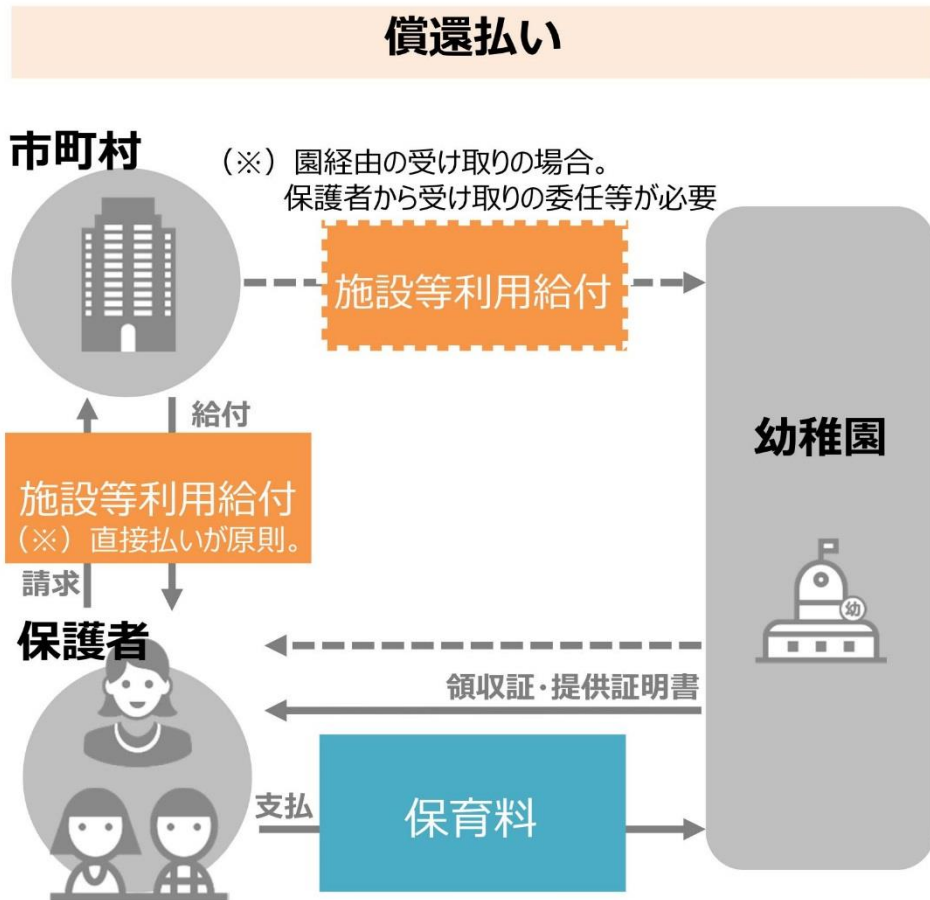 償還払い
市町村
（※）園経由の受け取りの場合。
保護者から受け取りの委任等が必要
施設等利用給付
給付
幼稚園
施設等利用給付
（※）直接払いが原則。
請求
幼
保護者
領収証・提供証明書
支払
保育料